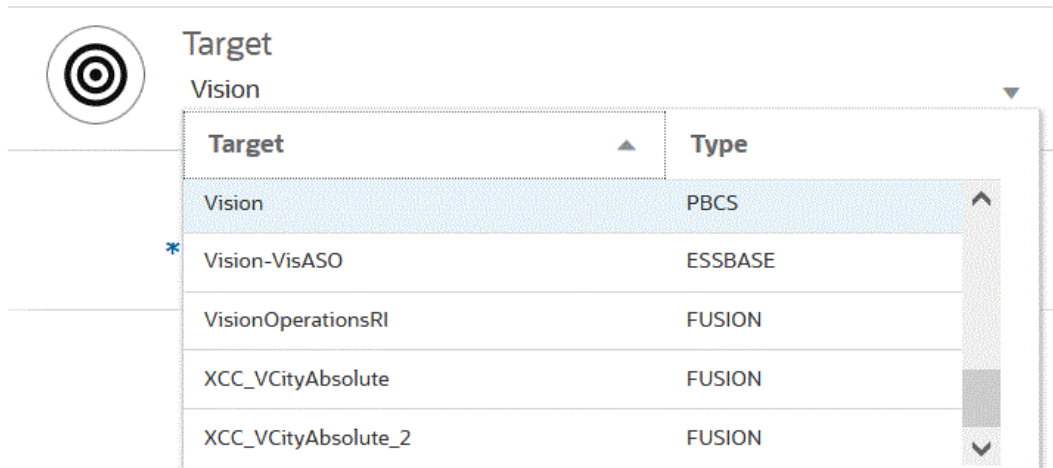 Target
Vision
Target Type
Vision PBCS
*
Vision-VisASO ESSBASE
VisionOperationsRI FUSION
XCC_VCityAbsolute FUSION
XCC_VCityAbsolute_2 FUSION